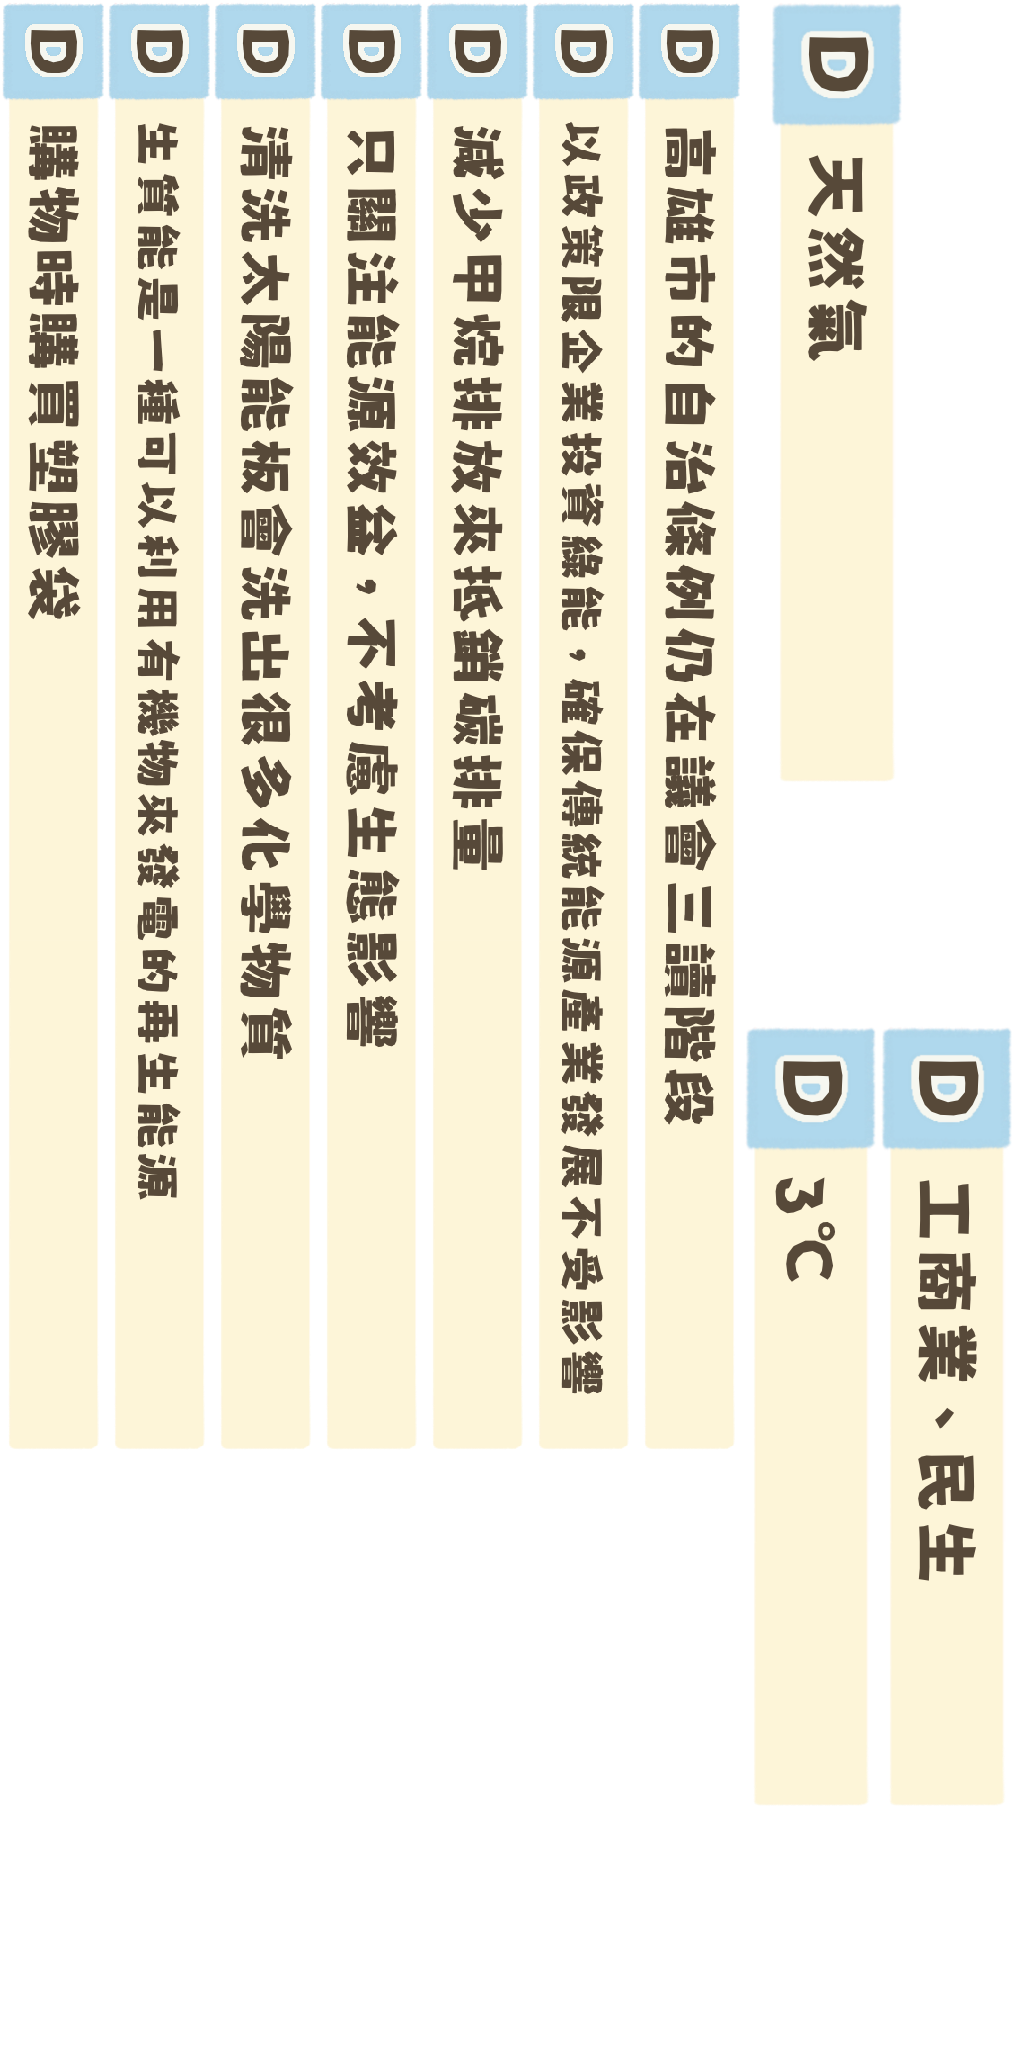 D 工商業、民生
D 天然氣
D 3℃
D 高雄市的自治條例仍在議會三讀階段
D 以政策限企業投資綠能，確保傳統能源產業發展不受影響
D 減少甲烷排放來抵銷碳排量
D 只關注能源效益，不考慮生態影響
D 清洗太陽能板會洗出很多化學物質
D 生質能是一種可以利用有機物來發電的再生能源
D 購物時購買塑膠袋